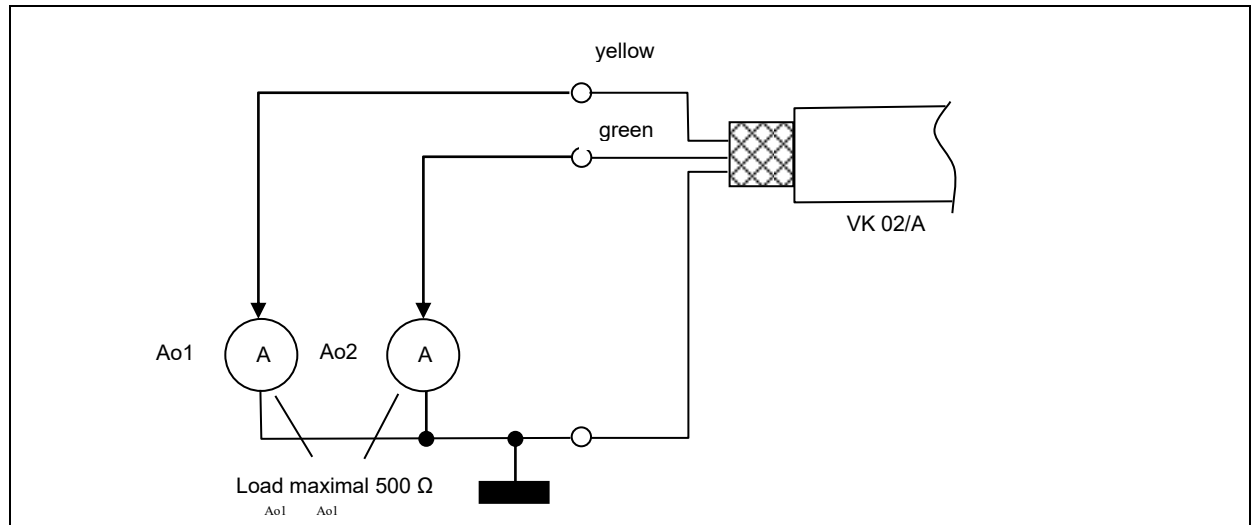 yellow
green
VK 02/A
Ao1 A Ao2 A
Load maximal 500 Ω
Ao1 Ao1